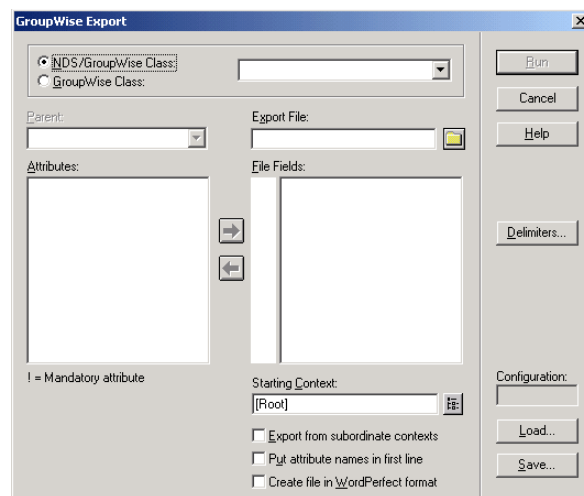 GroupWise Export
NDS/GroupWise Class:
GroupWise Class:
Run
Cancel
Help
Parent:
Export File:
Attributes:
File Fields:
Delimiters...
! = Mandatory attribute
Starting Context:
[Root]
Configuration:
Export from subordinate contexts
Put attribute names in first line
Create file in WordPerfect format
Load...
Save...